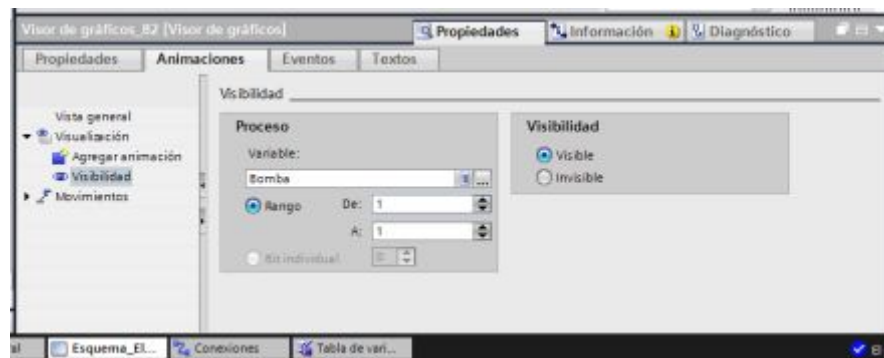 Visor de gráficos_82 [Visor de gráficos]
Propiedades Información Diagnóstico
Propiedades Animaciones Eventos Textos
Visibilidad
Vista general
Visualización
Agregar animación
Visibilidad
Movimientos
Proceso
Variable:
Bomba
...
Rango De: 1
A: 1
Bit individual
Visibilidad
Visible
Invisible
al Esquema_El... Conexiones Tabla de vari...